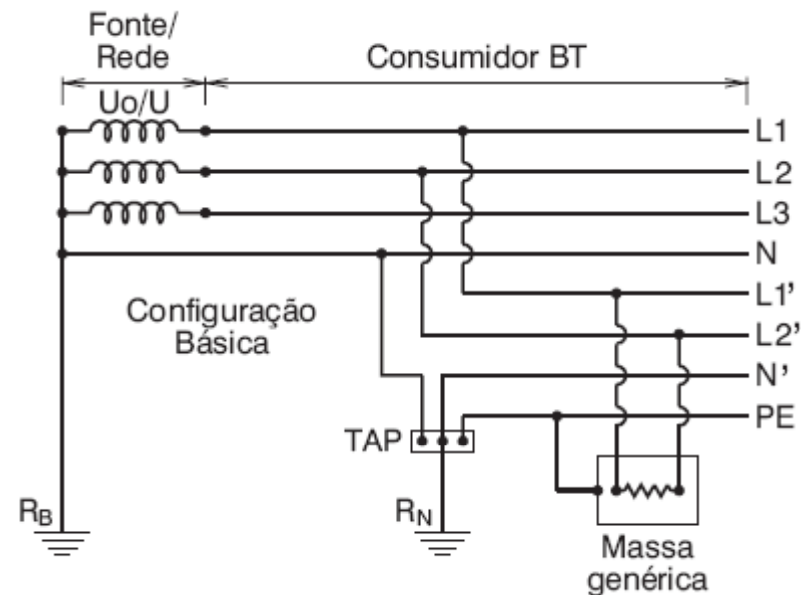 Fonte/
Rede
Consumidor BT
Uo/U
L1
L2
L3
N
L1’
Configuração
Básica
L2’
N’
PE
TAP
RB
RN
Massa
genérica